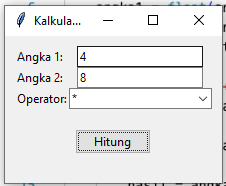 Kalkula...
Angka 1: 4
Angka 2: 8
Operator: *
Hitung